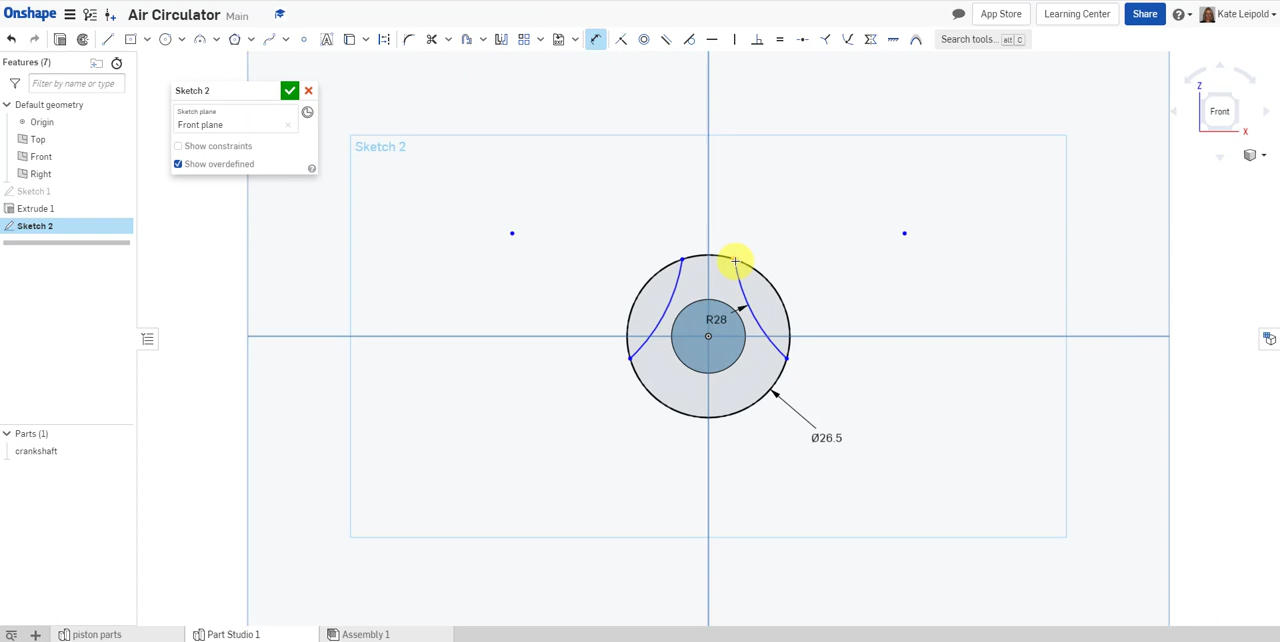 Onshape
Air Circulator Main
App Store
Learning Center
Share
Kate Leipold
Search tools... alt C
Features (7)
Filter by name or type
Default geometry
Origin
Top
Front
Right
Sketch 1
Extrude 1
Sketch 2
Parts (1)
crankshaft
Sketch 2
Sketch plane
Front plane
Show constraints
Show overdefined
Sketch 2
R28
Ø26.5
Z
Front
X
piston parts
Part Studio 1
Assembly 1